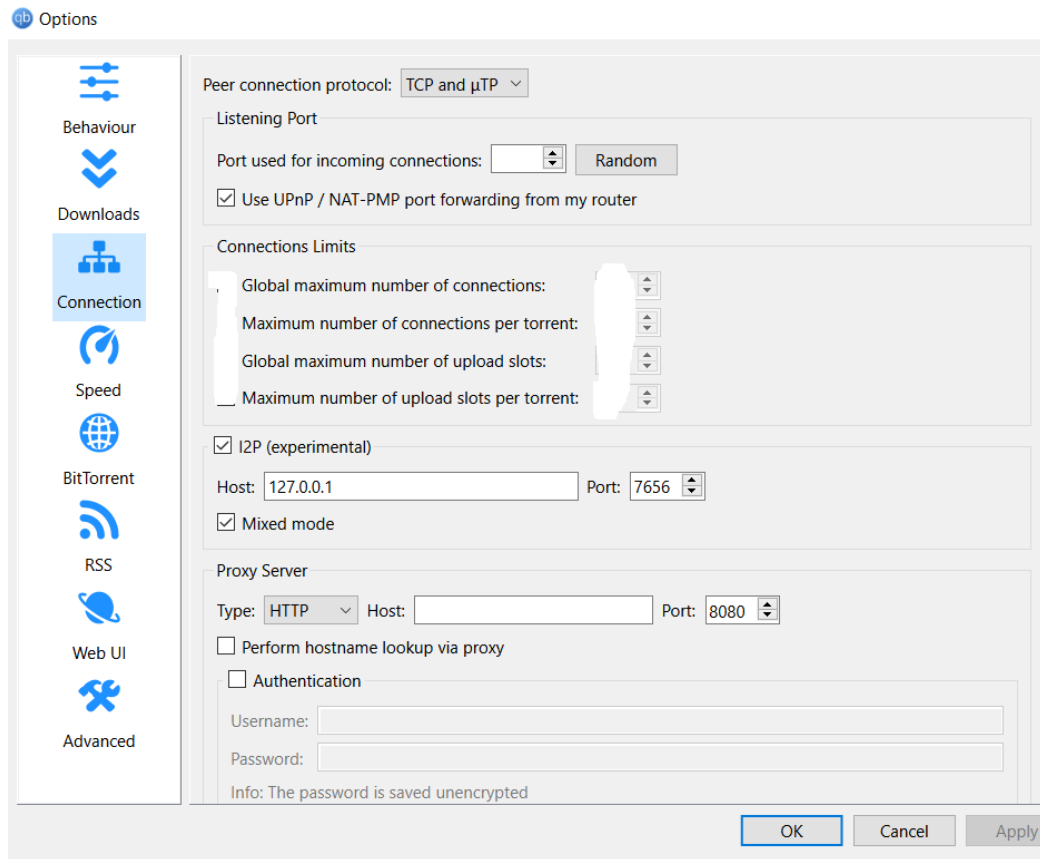 qb Options
Behaviour
Downloads
Connection
Speed
BitTorrent
RSS
Web UI
Advanced
Peer connection protocol: TCP and μTP
Listening Port
Port used for incoming connections: Random
Use UPnP / NAT-PMP port forwarding from my router
Connections Limits
Global maximum number of connections:
Maximum number of connections per torrent:
Global maximum number of upload slots:
Maximum number of upload slots per torrent:
I2P (experimental)
Host: 127.0.0.1 Port: 7656
Mixed mode
Proxy Server
Type: HTTP Host: Port: 8080
Perform hostname lookup via proxy
Authentication
Username:
Password:
Info: The password is saved unencrypted
OK Cancel Apply